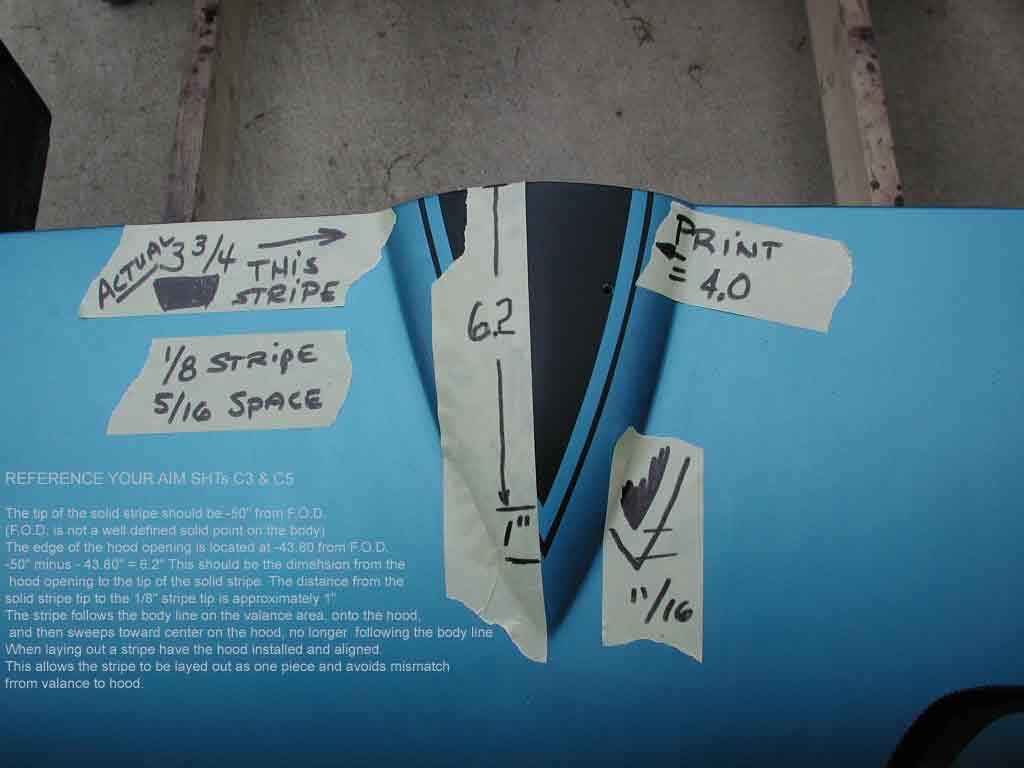 ACTUAL 3 3/4
THIS
STRIPE
PRINT
= 4.0
6.2
1/8 STRIPE
5/16 SPACE
1"
11/16
REFERENCE YOUR AIM SHTs C3 & C5
The tip of the solid stripe should be -50" from F.O.D.
(F.O.D. is not a well defined solid point on the body)
The edge of the hood opening is located at -43.80 from F.O.D.
-50" minus - 43.80" = 6.2" This should be the dimehsion from the
hood opening to the tip of the solid stripe. The distance from the
solid stripe tip to the 1/8" stripe tip is approximately 1"
The stripe follows the body line on the valance area, onto the hood,
and then sweeps toward center on the hood, no longer following the body line
When laying out a stripe have the hood installed and aligned.
This allows the stripe to be layed out as one piece and avoids mismatch
frrom valance to hood.